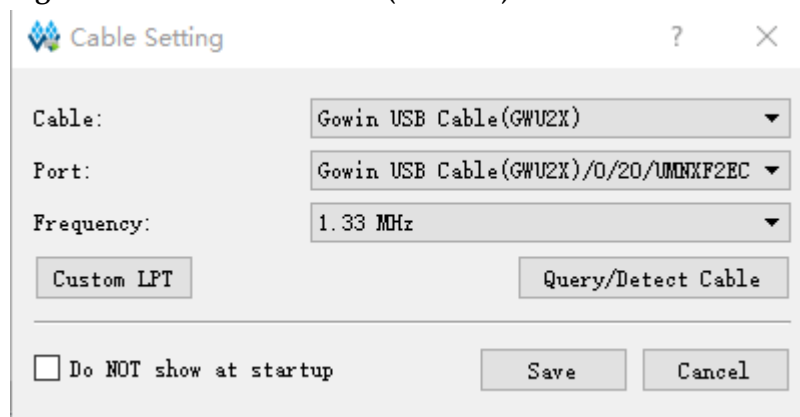 Cable Setting ? ×
Cable: Gowin USB Cable(GWU2X)
Port: Gowin USB Cable(GWU2X)/0/20/UMNXF2EC
Frequency: 1.33 MHz
Custom LPT Query/Detect Cable
Do NOT show at startup Save Cancel